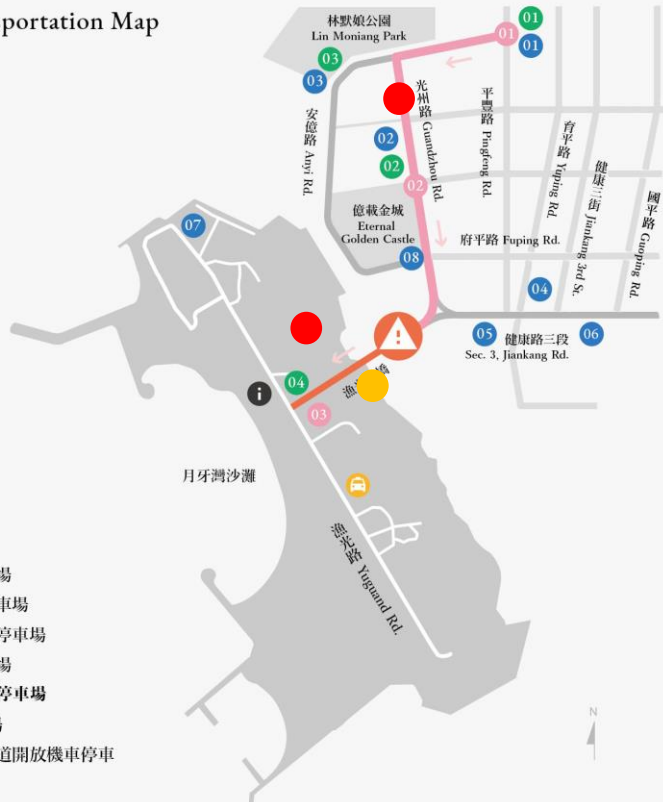 portation Map
林默娘公園
Lin Moniang Park
01
01
01
03
03
安億路 Anyi Rd.
光州路 Guandzhou Rd.
平豐路 Pingfeng Rd.
育平路 Yuping Rd.
健康三街 Jiankang 3rd St.
國平路 Guoping Rd.
02
02
02
億載金城
Eternal
Golden Castle
府平路 Fuping Rd.
07
08
04
05
健康路三段
06
Sec. 3, Jiankang Rd.
04
漁
橋
i
03
月牙灣沙灘
漁光路 Yuguand Rd.
場
車場
停車場
場
停車場
場
道開放機車停車
N